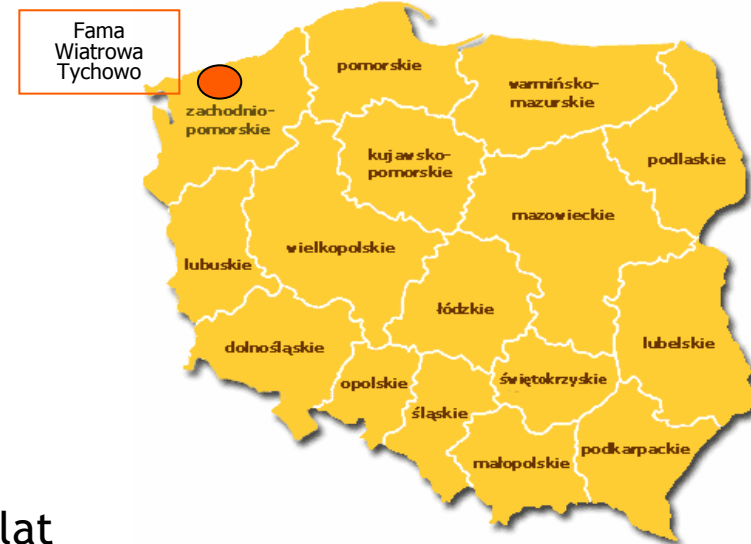 Fama
Wiatrowa
Tychowo
pomorskie
warmińsko-
mazurskie
zachodnio-
pomorskie
kujawsko-
pomorskie
podlaskie
mazowieckie
wielkopolskie
lubuskie
łódzkie
lubelskie
dolnośląskie
opolskie
świętokrzyskie
śląskie
podkarpackie
małopolskie
lat